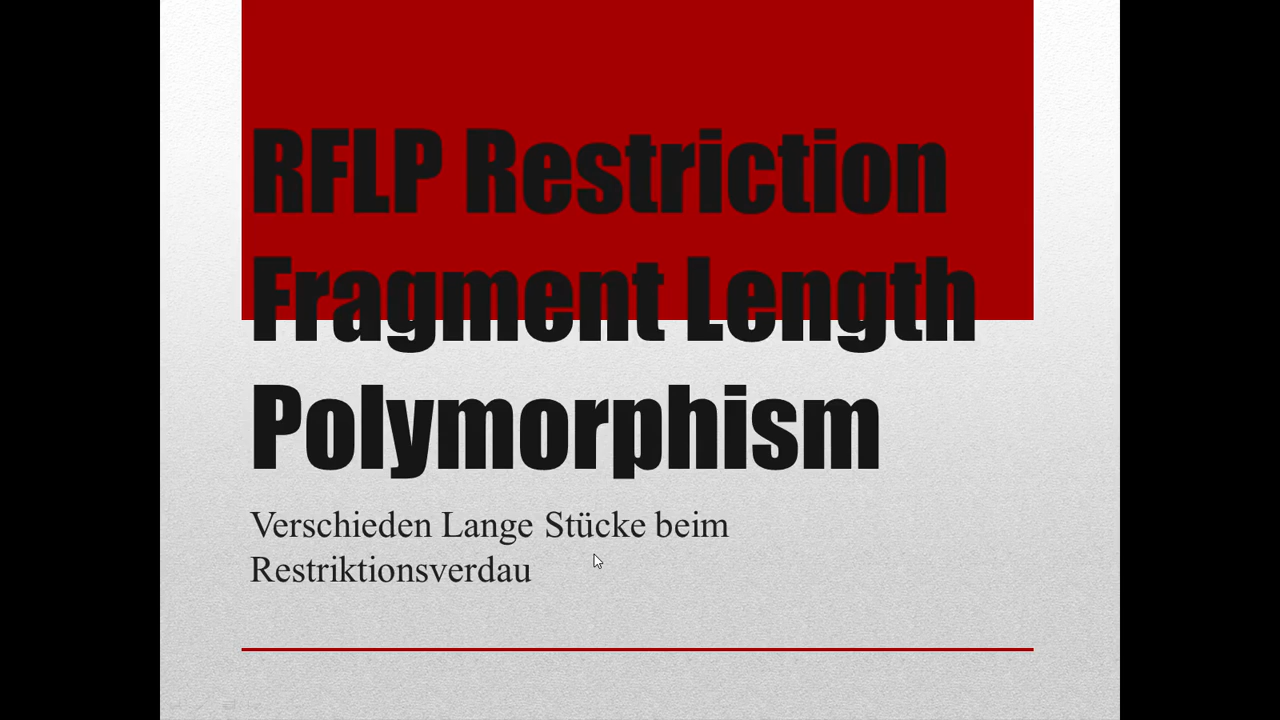 RFLP Restriction
Fragment Length
Polymorphism
Verschieden Lange Stücke beim
Restriktionsverdau